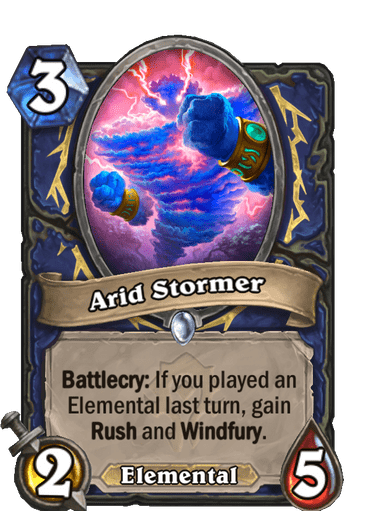 3
Arid Stormer
Battlecry: If you played an
Elemental last turn, gain
Rush and Windfury.
2
Elemental
5